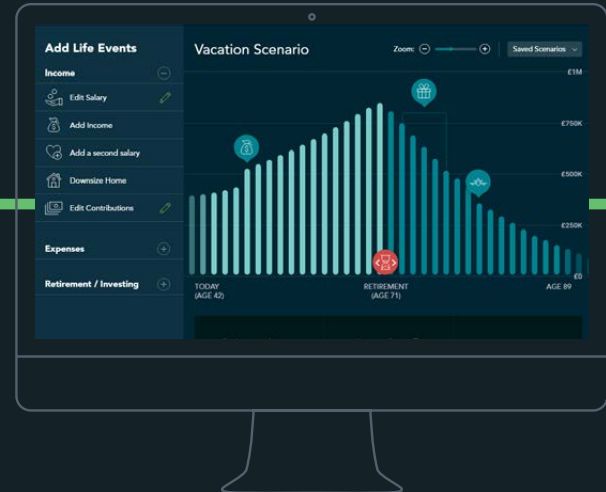 Add Life Events
Income
Edit Salary
Add Income
Add a second salary
Downsize Home
Edit Contributions
Expenses
Retirement / Investing
Vacation Scenario
Zoom:
Saved Scenarios
£1M
£750K
£500K
£250K
£0
TODAY
(AGE 42)
RETIREMENT
(AGE 71)
AGE 89